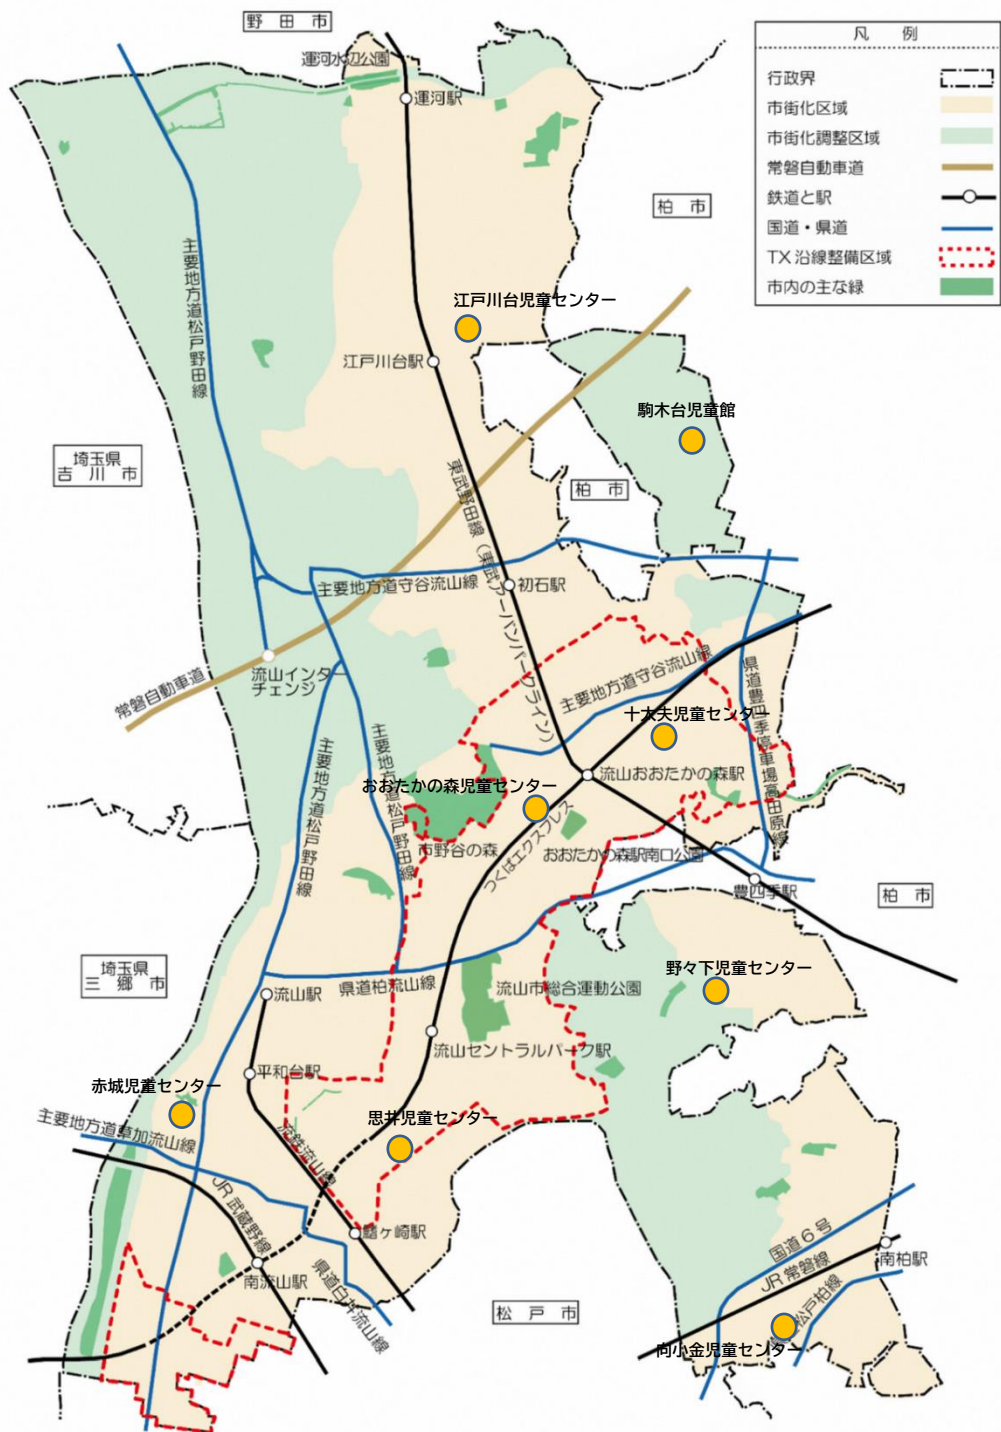 野田市
凡例
行政界
市街化区域
市街化調整区域
常磐自動車道
鉄道と駅
国道・県道
TX沿線整備区域
市内の主な緑
運河水辺公園
運河駅
柏市
主要地方道松戸野田線
江戸川台児童センター
江戸川台駅
駒木台児童館
埼玉県
吉川市
東武野田線（東武アーバンパークライン）
柏市
主要地方道守谷流山線
初石駅
流山インター
チェンジ
常磐自動車道
主要地方道守谷流山線
県道豊四季停車場高田原線
十太夫児童センター
主要地方道松戸野田線
主要地方道松戸野田線
流山おおたかの森駅
おおたかの森児童センター
市野谷の森
つくばエクスプレス
おおたかの森駅南口公園
豊四季駅
柏市
埼玉県
三郷市
流山駅
県道柏流山線
流山市総合運動公園
野々下児童センター
流山セントラルパーク駅
平和台駅
赤城児童センター
主要地方道草加流山線
思井児童センター
流鉄流山線
JR武蔵野線
鰭ヶ崎駅
南流山駅
県道白井流山線
松戸市
国道6号
JR常磐線
南柏駅
松戸柏線
向小金児童センター